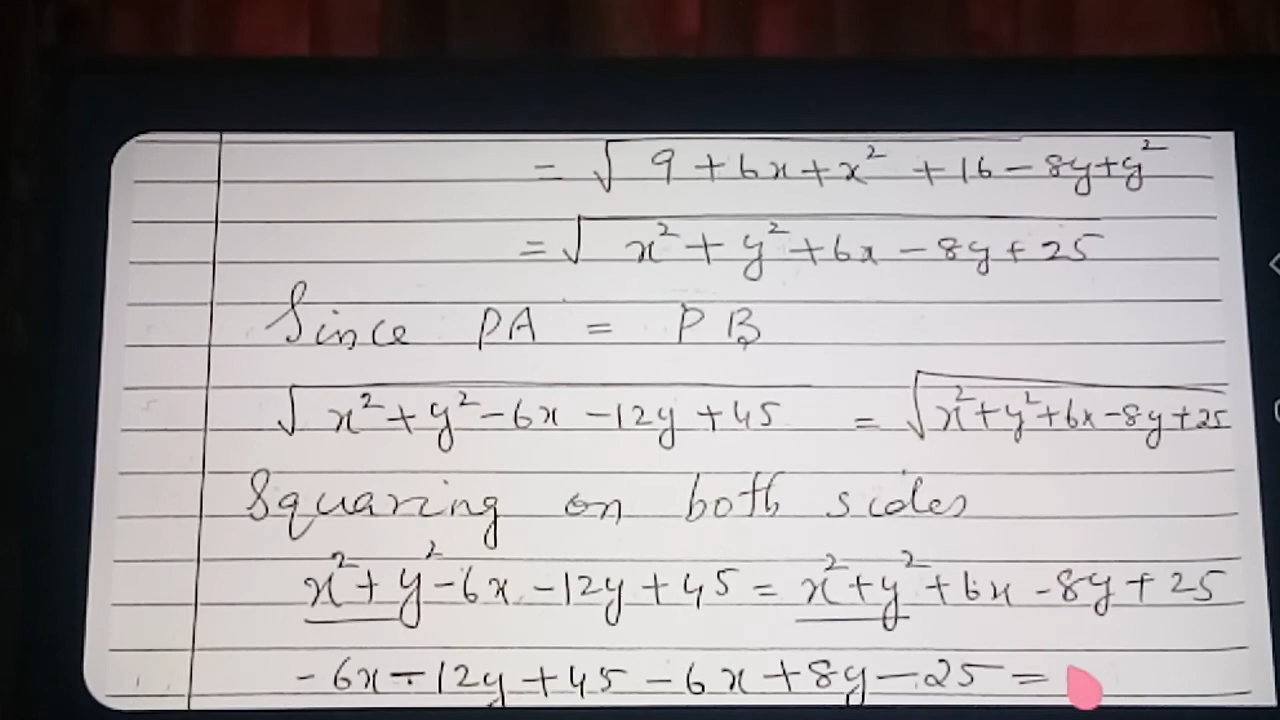 = √9 + 6x + x² + 16 - 8y + y²
= √x² + y² + 6x - 8y + 25
Since PA = PB
√x² + y² - 6x - 12y + 45 = √x² + y² + 6x - 8y + 25
Squaring on both sides
x² + y² - 6x - 12y + 45 = x² + y² + 6x - 8y + 25
- 6x - 12y + 45 - 6x + 8y - 25 =